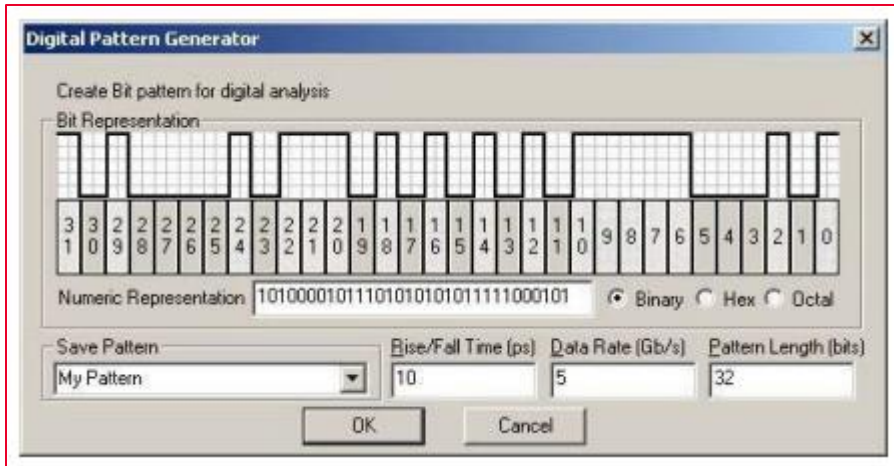 Digital Pattern Generator
Create Bit pattern for digital analysis
Bit Representation
31 30 29 28 27 26 25 24 23 22 21 20 19 18 17 16 15 14 13 12 11 10 9 8 7 6 5 4 3 2 1 0
Numeric Representation 10100001011101010101011111000101 Binary Hex Octal
Save Pattern Rise/Fall Time (ps) Data Rate (Gb/s) Pattern Length (bits)
My Pattern 10 5 32
OK Cancel